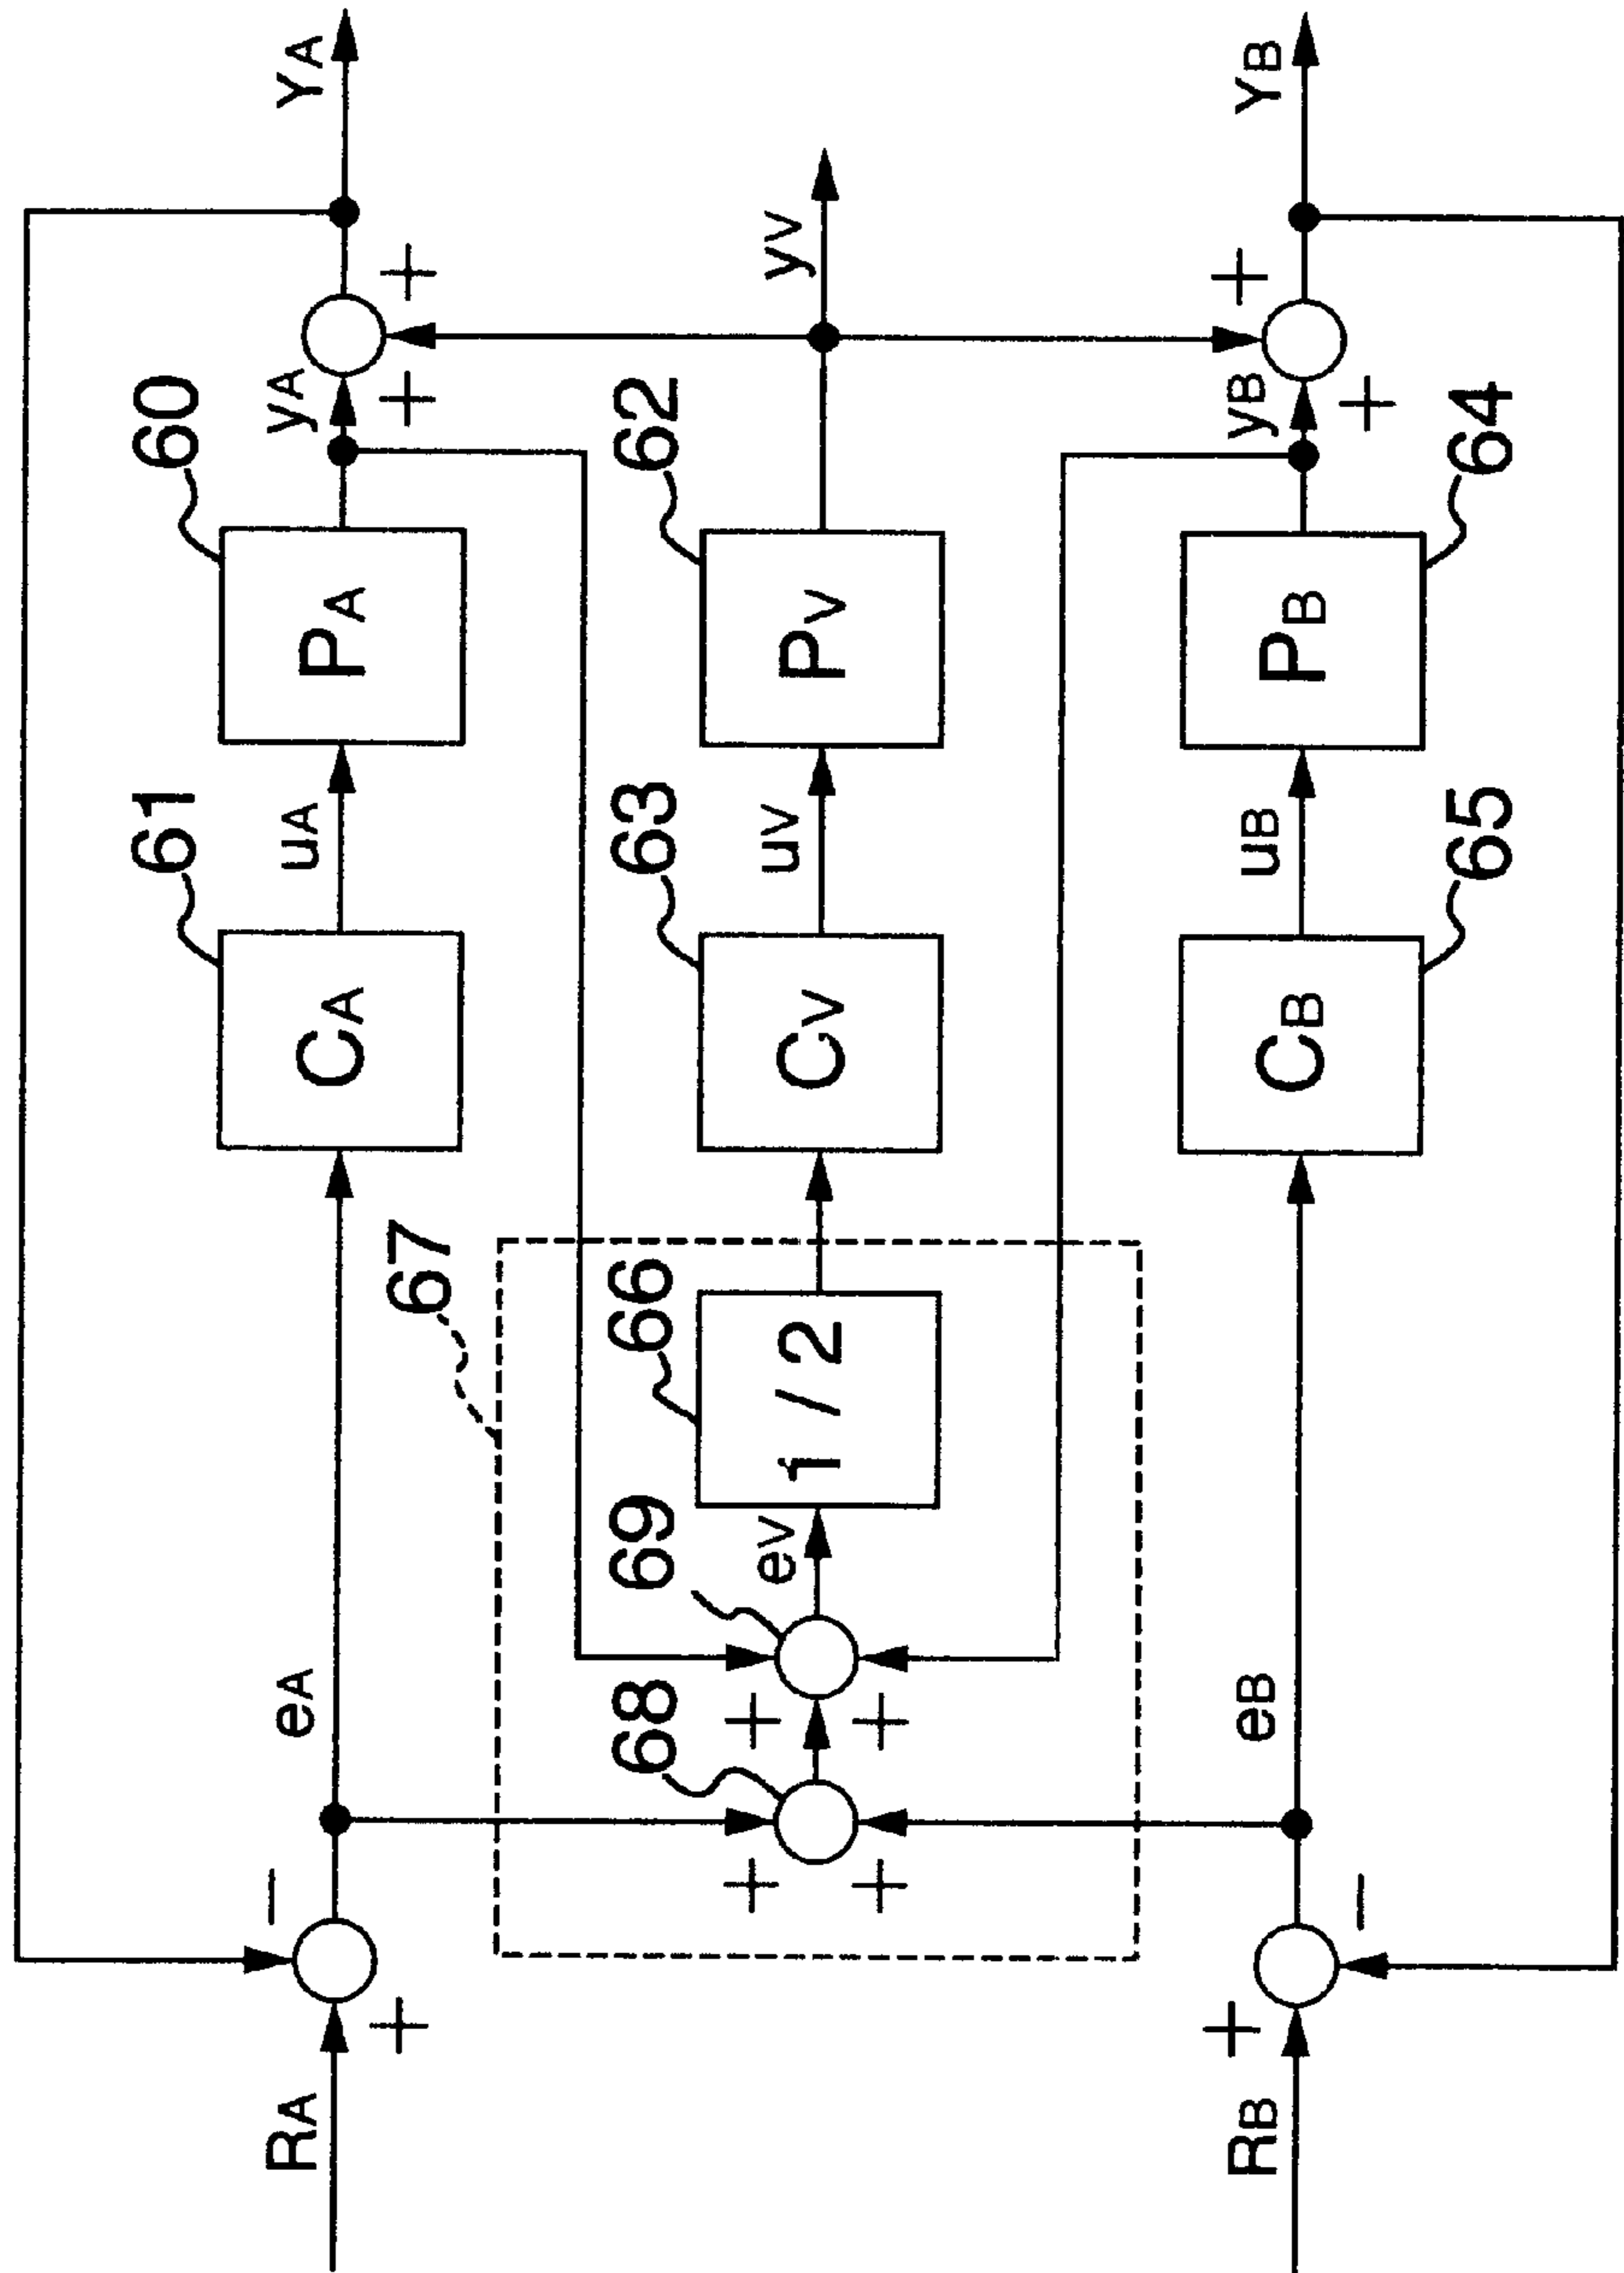 61
60
−
RA
eA
uA
yA
YA
CA
PA
+
67
+
+
68
69
66
63
62
+
+
eV
uV
yV
1 / 2
CV
PV
+
+
+
+
RB
eB
uB
yB
YB
CB
PB
−
+
65
64